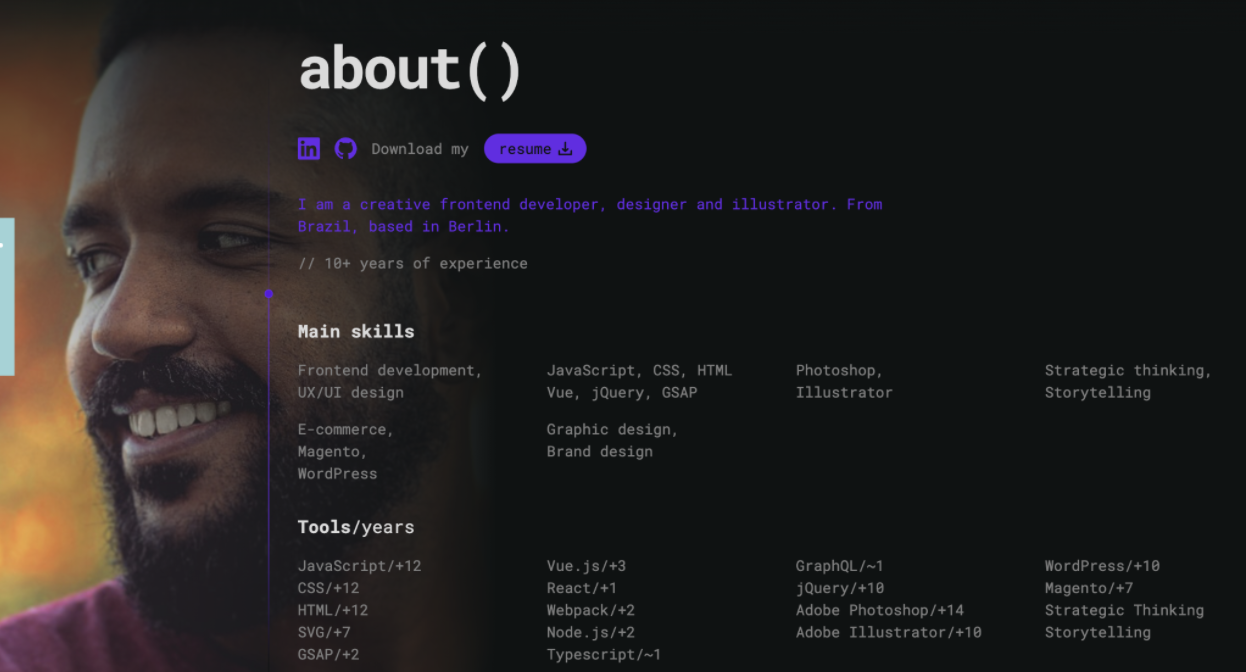 about()
in Download my resume
I am a creative frontend developer, designer and illustrator. From
Brazil, based in Berlin.
// 10+ years of experience
Main skills
Frontend development,
UX/UI design
JavaScript, CSS, HTML
Vue, jQuery, GSAP
Photoshop,
Illustrator
Strategic thinking,
Storytelling
E-commerce,
Magento,
WordPress
Graphic design,
Brand design
Tools/years
JavaScript/+12
CSS/+12
HTML/+12
SVG/+7
GSAP/+2
Vue.js/+3
React/+1
Webpack/+2
Node.js/+2
Typescript/~1
GraphQL/~1
jQuery/+10
Adobe Photoshop/+14
Adobe Illustrator/+10
WordPress/+10
Magento/+7
Strategic Thinking
Storytelling